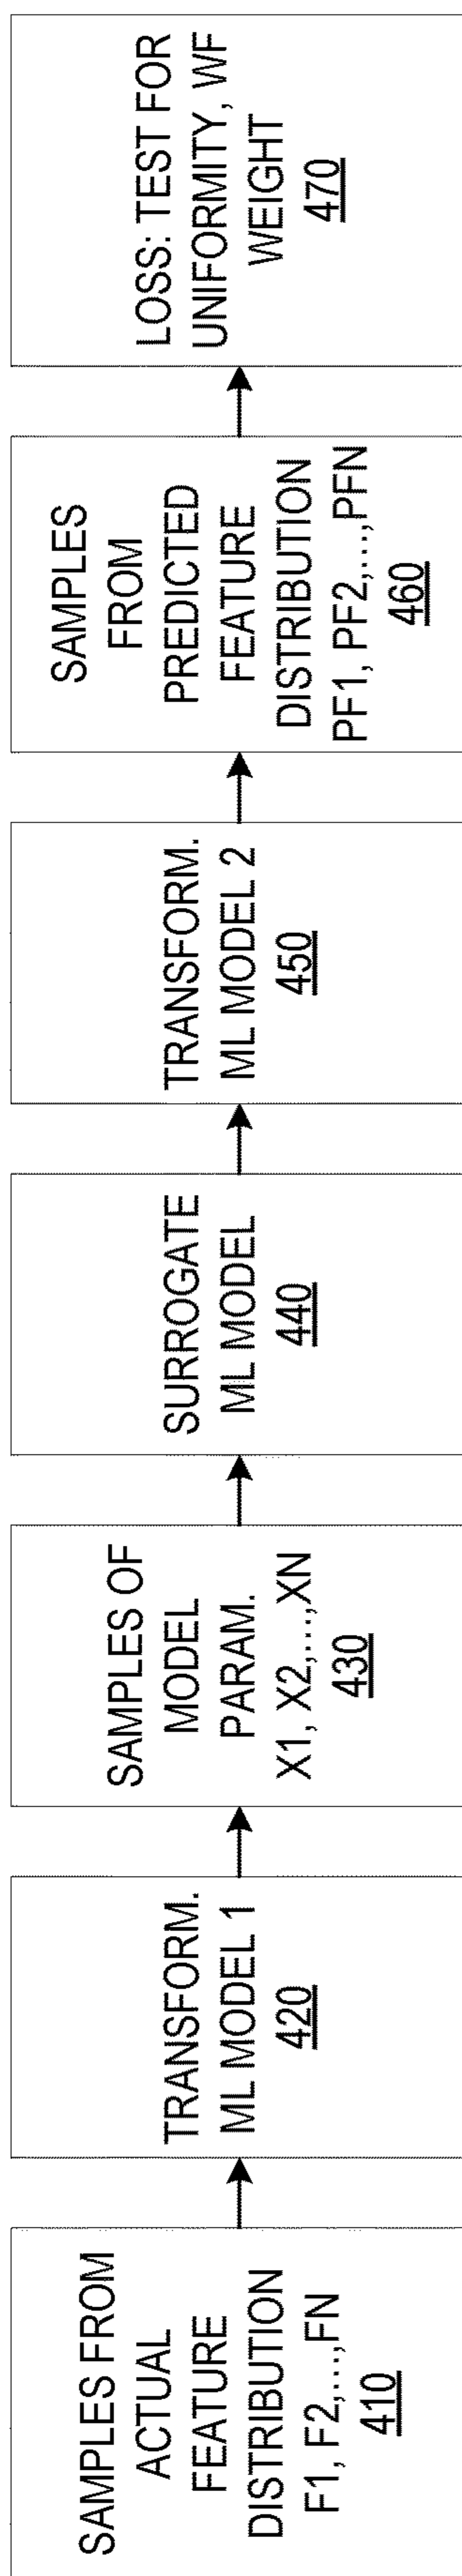 SAMPLES FROM
ACTUAL
FEATURE
DISTRIBUTION
F1, F2,...,FN
410
TRANSFORM.
ML MODEL 1
420
SAMPLES OF
MODEL
PARAM.
X1, X2,...,XN
430
SURROGATE
ML MODEL
440
TRANSFORM.
ML MODEL 2
450
SAMPLES
FROM
PREDICTED
FEATURE
DISTRIBUTION
PF1, PF2,...,PFN
460
LOSS: TEST FOR
UNIFORMITY, WF
WEIGHT
470